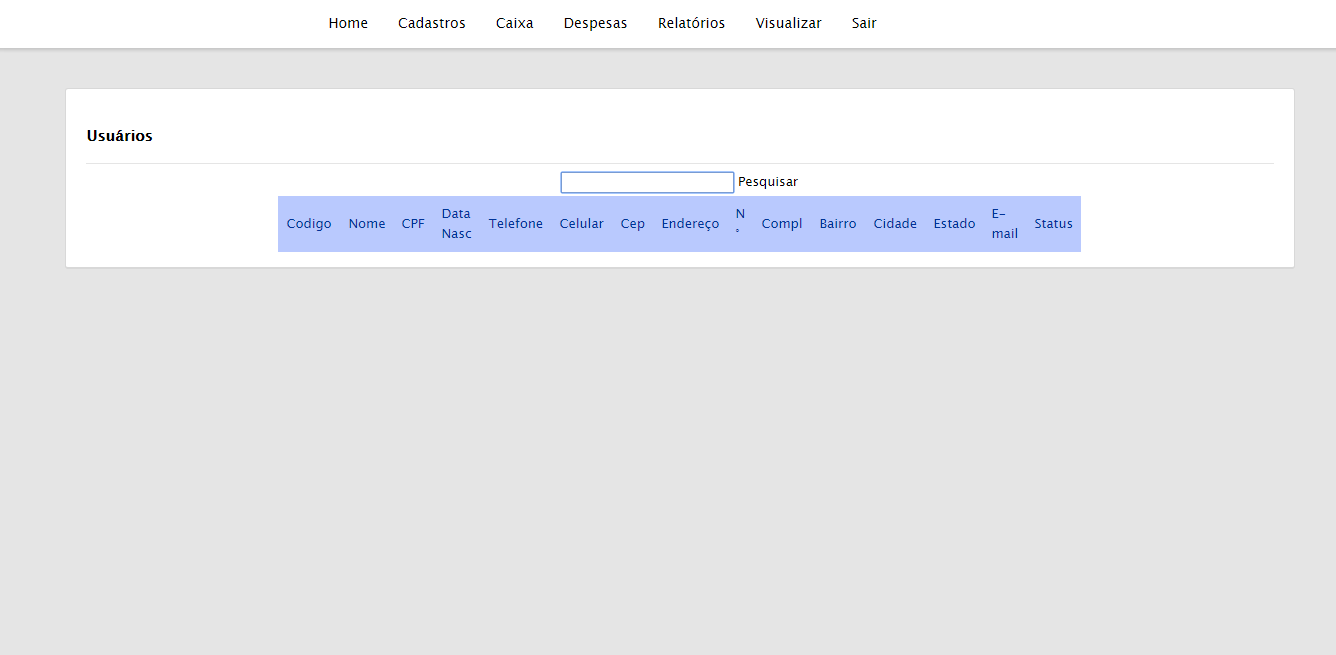 Home Cadastros Caixa Despesas Relatórios Visualizar Sair
Usuários
Pesquisar
Codigo Nome CPF Data Nasc Telefone Celular Cep Endereço N° Compl Bairro Cidade Estado E-mail Status